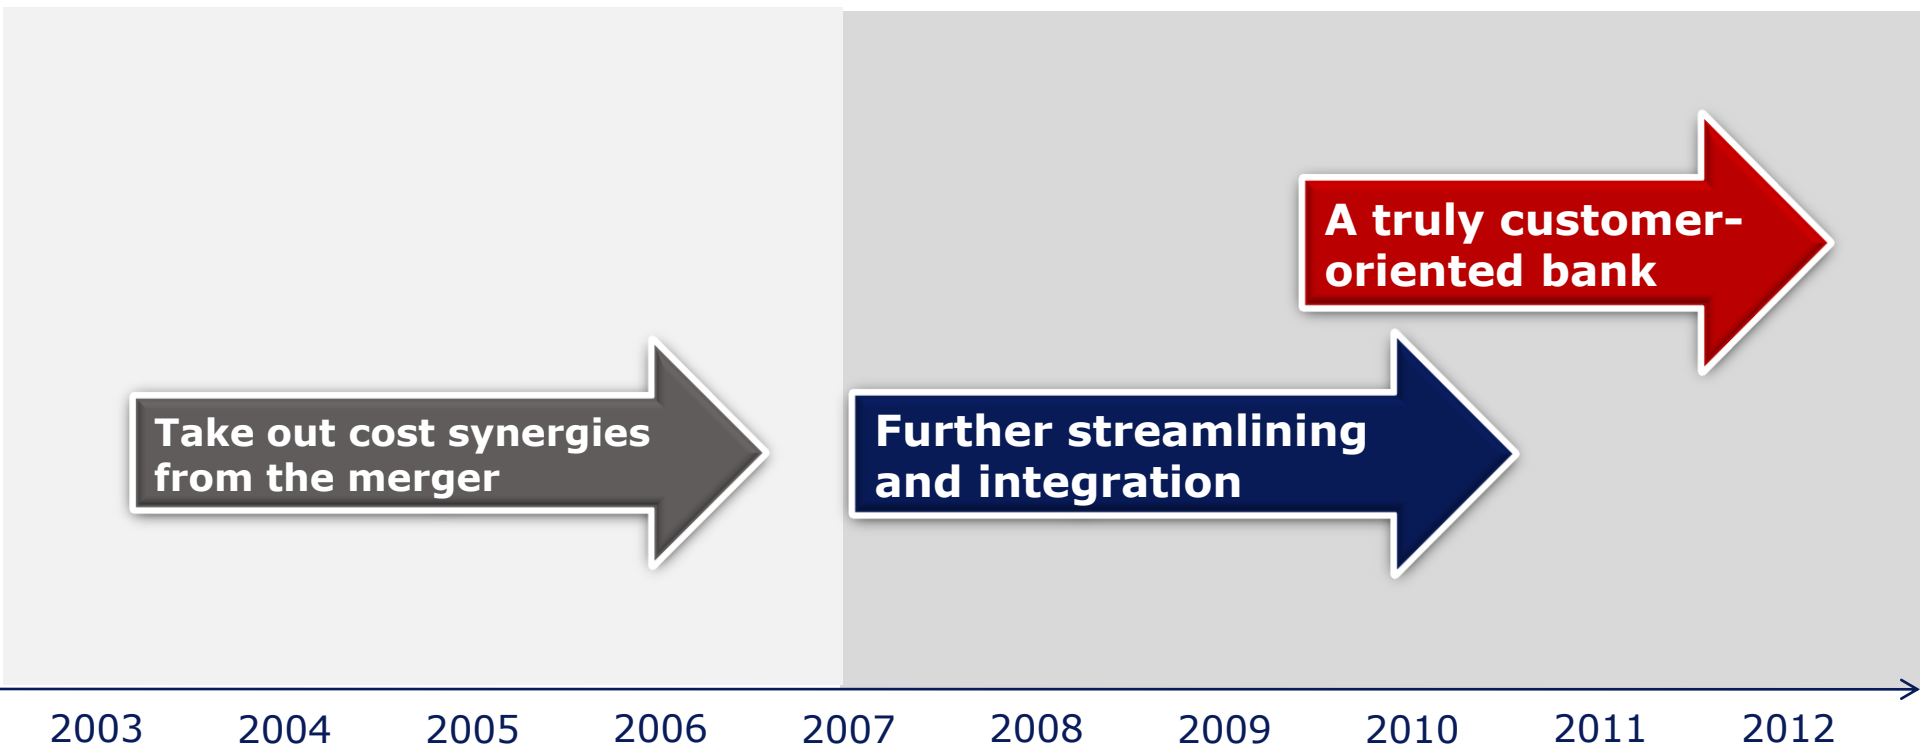 A truly customer-
oriented bank
Take out cost synergies
from the merger
Further streamlining
and integration
2003 2004 2005 2006 2007 2008 2009 2010 2011 2012